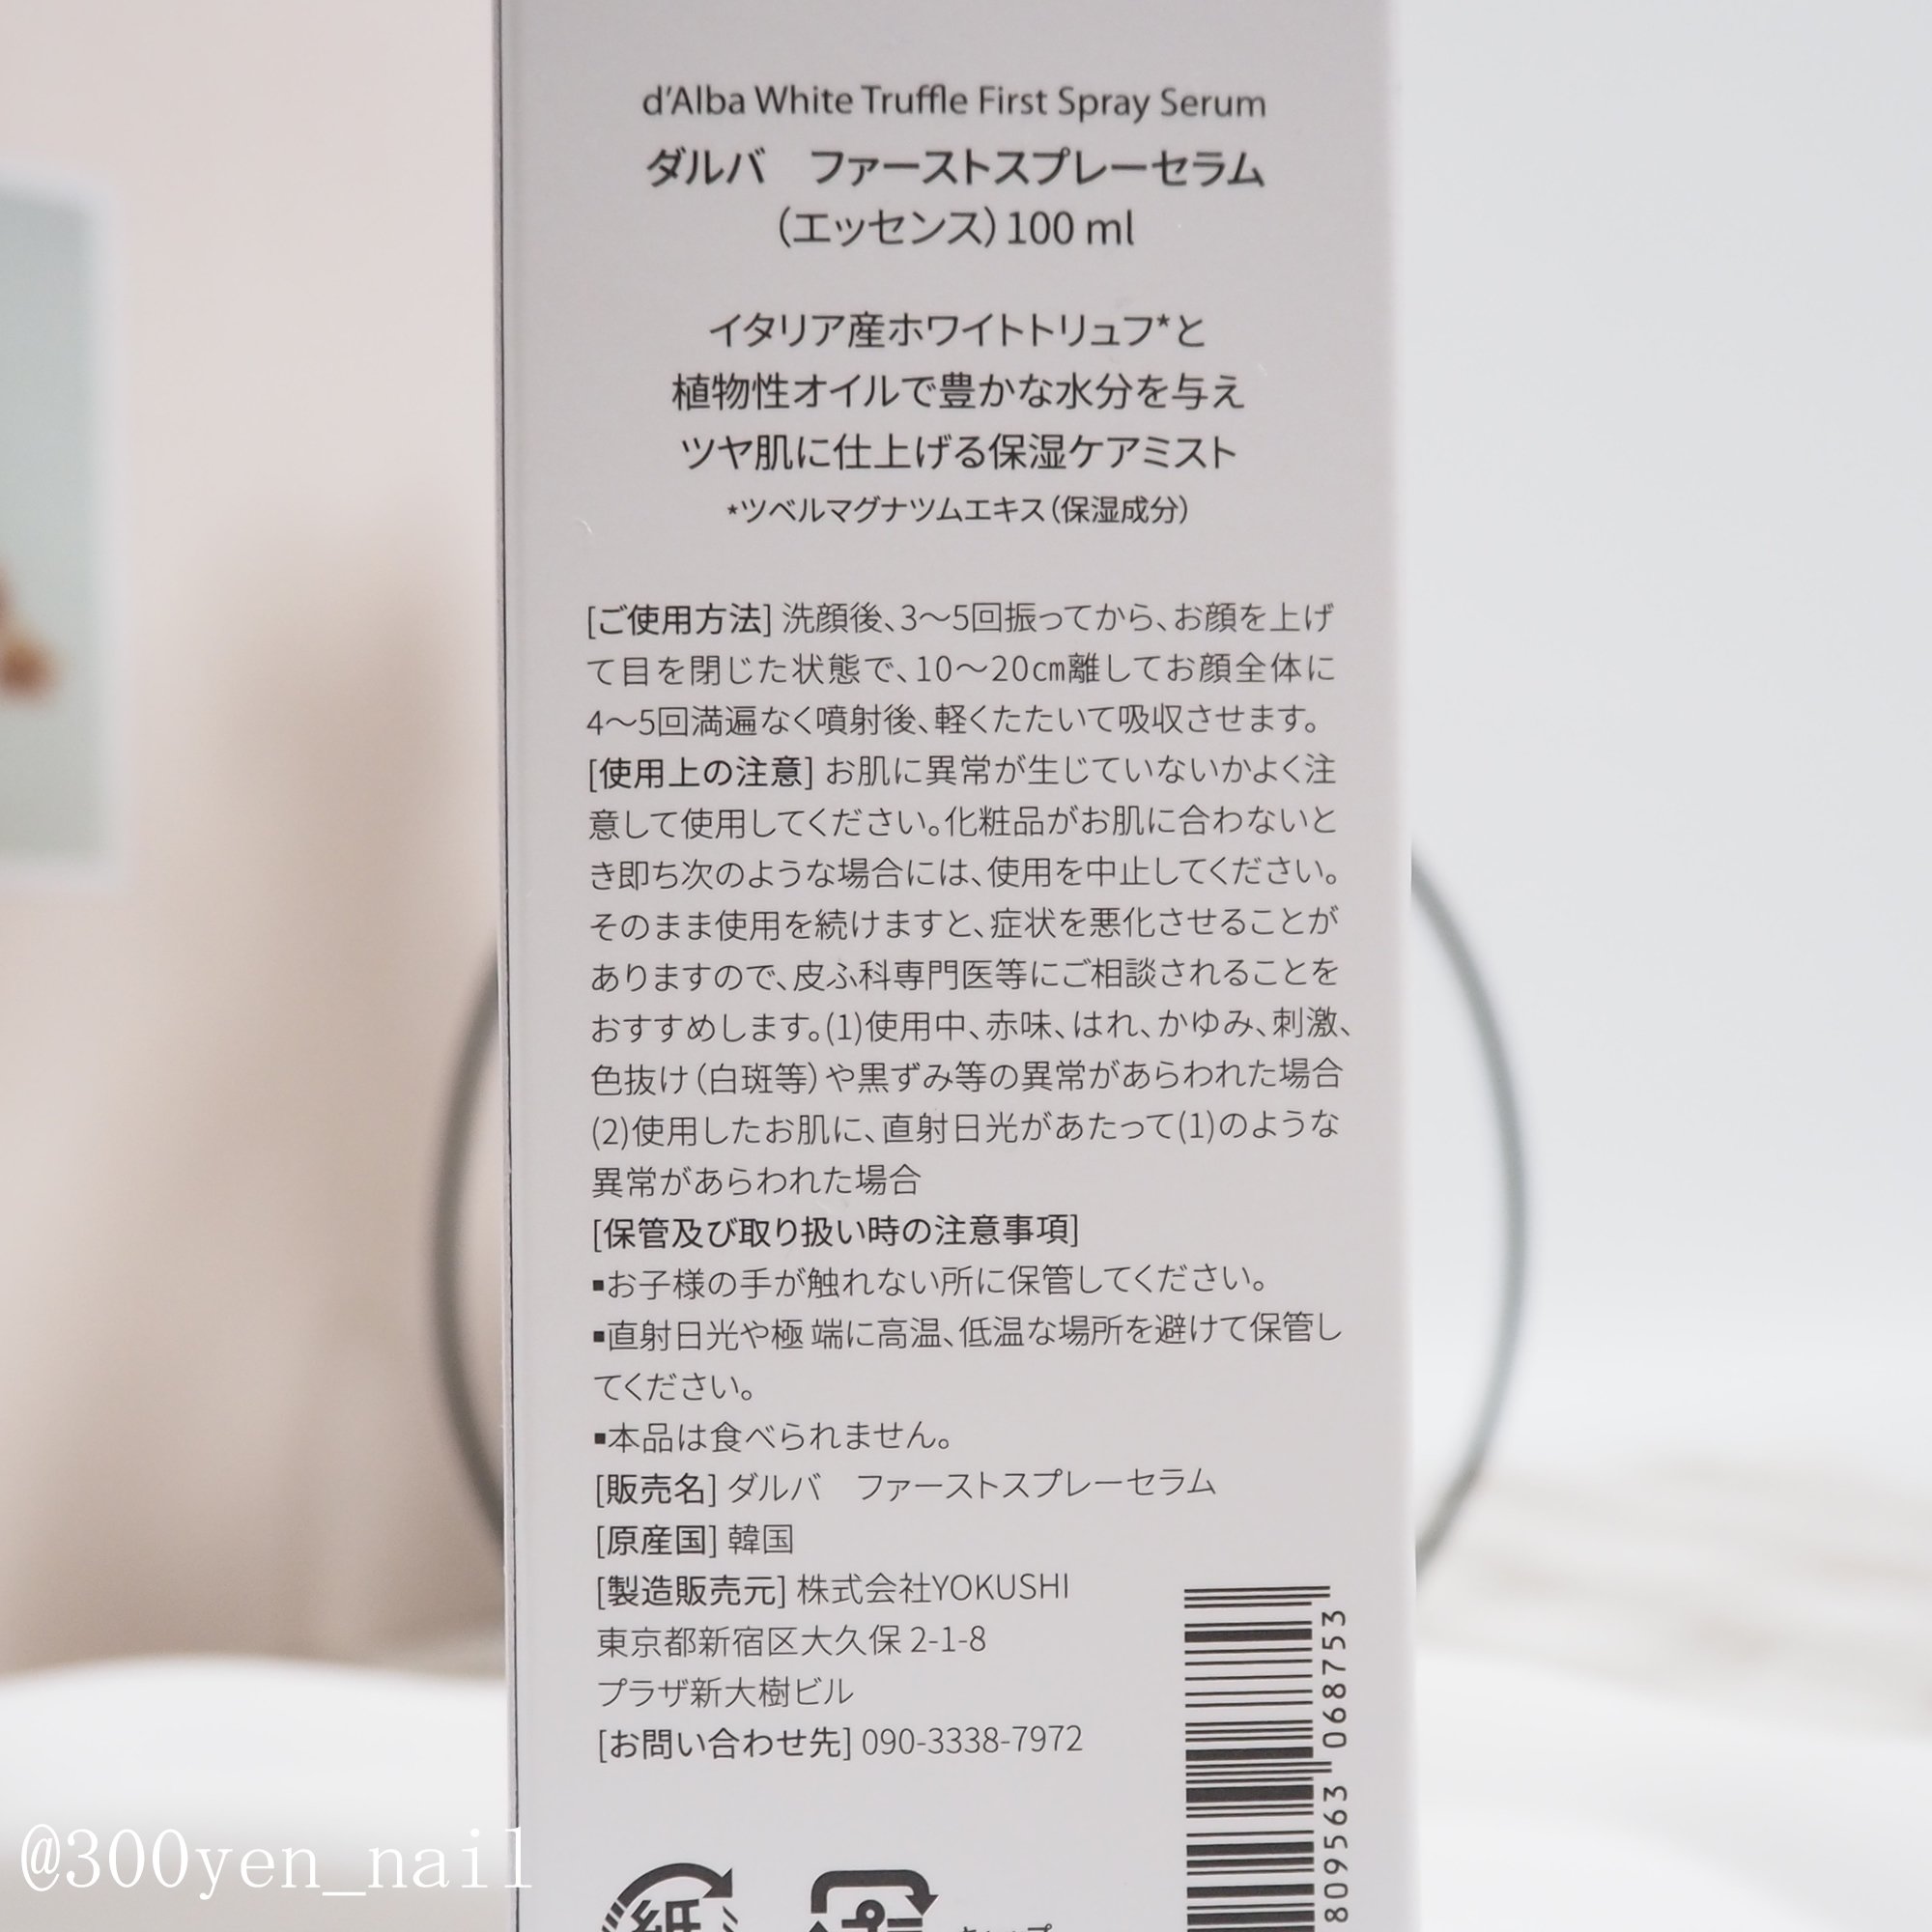 d'Alba White Truffle First Spray Serum
ダルバ　ファーストスプレーセラム
（エッセンス）100 ml
イタリア産ホワイトトリュフ*と
植物性オイルで豊かな水分を与え
ツヤ肌に仕上げる保湿ケアミスト
*ツベルマグナツムエキス（保湿成分）
[ご使用方法] 洗顔後、3〜5回振ってから、お顔を上げ
て目を閉じた状態で、10〜20㎝離してお顔全体に
4〜5回満遍なく噴射後、軽くたたいて吸収させます。
[使用上の注意] お肌に異常が生じていないかよく注
意して使用してください。化粧品がお肌に合わないと
き即ち次のような場合には、使用を中止してください。
そのまま使用を続けますと、症状を悪化させることが
ありますので、皮ふ科専門医等にご相談されることを
おすすめします。(1)使用中、赤味、はれ、かゆみ、刺激、
色抜け（白斑等）や黒ずみ等の異常があらわれた場合
(2)使用したお肌に、直射日光があたって(1)のような
異常があらわれた場合
[保管及び取り扱い時の注意事項]
▪お子様の手が触れない所に保管してください。
▪直射日光や極 端に高温、低温な場所を避けて保管し
てください。
▪本品は食べられません。
[販売名] ダルバ　ファーストスプレーセラム
[原産国] 韓国
[製造販売元] 株式会社YOKUSHI
東京都新宿区大久保 2-1-8
プラザ新大樹ビル
[お問い合わせ先] 090-3338-7972
809563 068753
紙
@300yen_nail